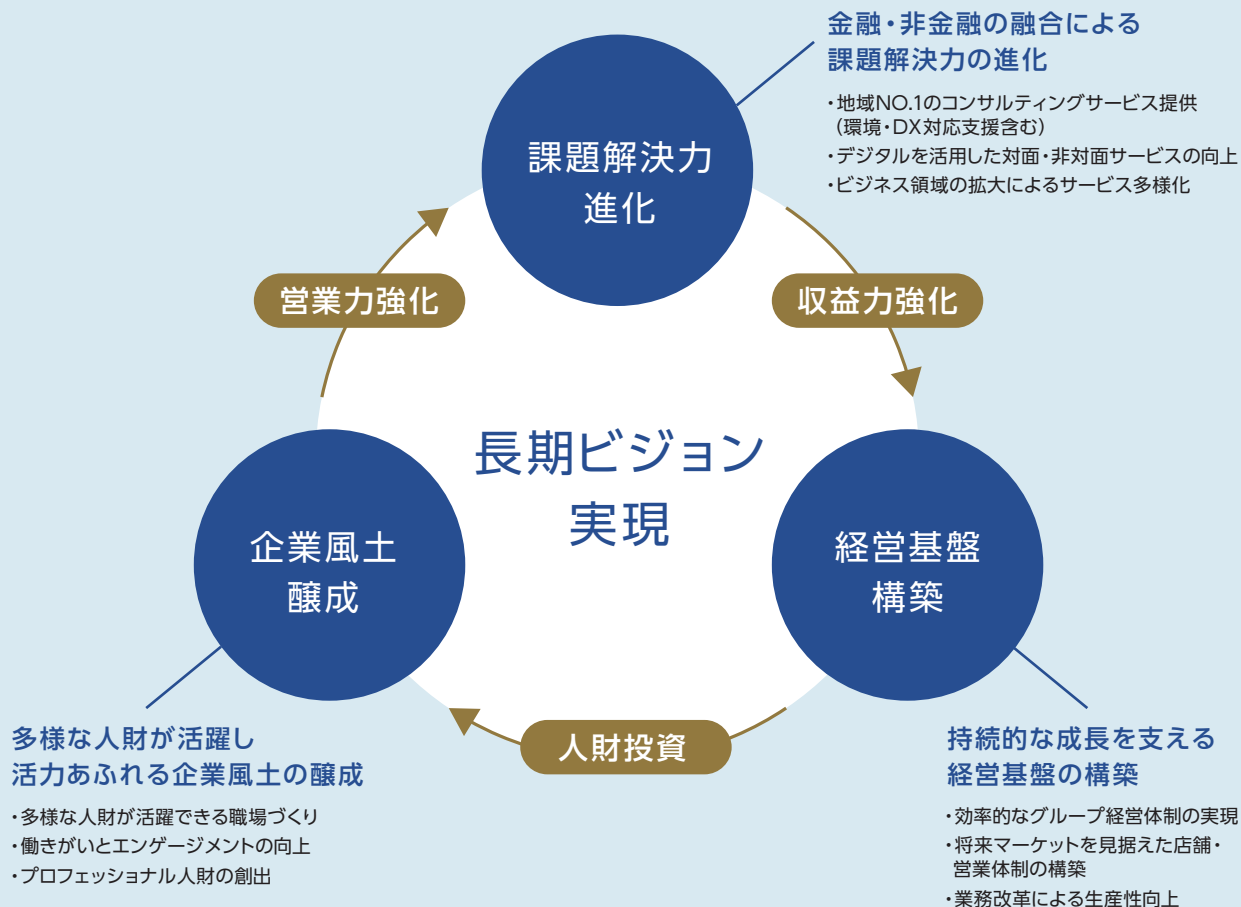 金融・非金融の融合による
課題解決力の進化
・地域NO.1のコンサルティングサービス提供
（環境・DX対応支援含む）
・デジタルを活用した対面・非対面サービスの向上
・ビジネス領域の拡大によるサービス多様化
課題解決力
進化
営業力強化
収益力強化
長期ビジョン
実現
企業風土
醸成
経営基盤
構築
人財投資
多様な人財が活躍し
活力あふれる企業風土の醸成
・多様な人財が活躍できる職場づくり
・働きがいとエンゲージメントの向上
・プロフェッショナル人財の創出
持続的な成長を支える
経営基盤の構築
・効率的なグループ経営体制の実現
・将来マーケットを見据えた店舗・
営業体制の構築
・業務改革による生産性向上